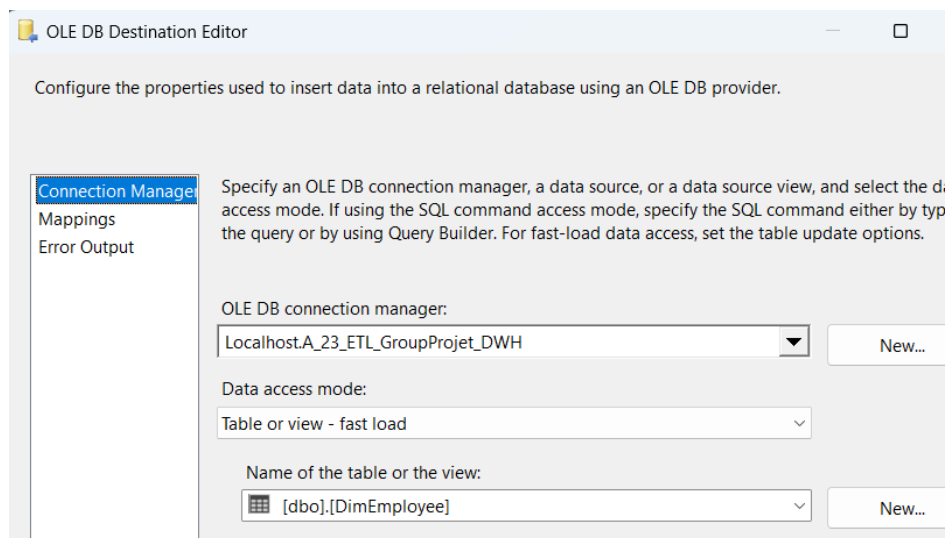 OLE DB Destination Editor
Configure the properties used to insert data into a relational database using an OLE DB provider.
Connection Manager
Mappings
Error Output
Specify an OLE DB connection manager, a data source, or a data source view, and select the
access mode. If using the SQL command access mode, specify the SQL command either by
the query or by using Query Builder. For fast-load data access, set the table update options.
OLE DB connection manager:
Localhost.A_23_ETL_GroupProjet_DWH
New...
Data access mode:
Table or view - fast load
Name of the table or the view:
[dbo].[DimEmployee]
New...